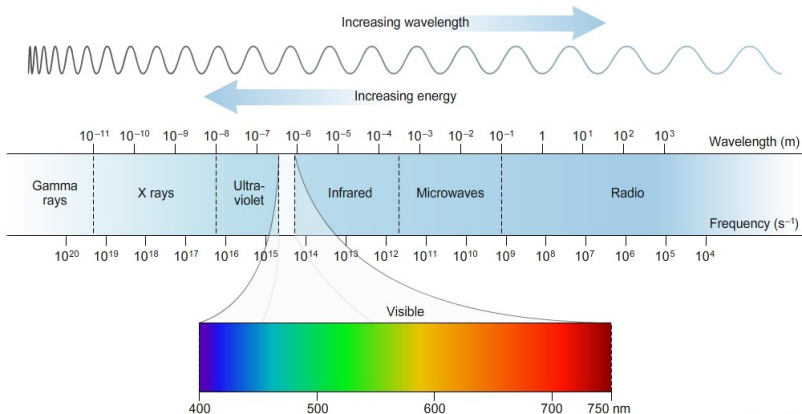 Increasing wavelength
Increasing energy
10⁻¹¹ 10⁻¹⁰ 10⁻⁹ 10⁻⁸ 10⁻⁷ 10⁻⁶ 10⁻⁵ 10⁻⁴ 10⁻³ 10⁻² 10⁻¹ 1 10¹ 10² 10³ Wavelength (m)
Gamma rays
X rays
Ultra-
violet
Infrared
Microwaves
Radio
Frequency (s⁻¹)
10²⁰ 10¹⁹ 10¹⁸ 10¹⁷ 10¹⁶ 10¹⁵ 10¹⁴ 10¹³ 10¹² 10¹¹ 10¹⁰ 10⁹ 10⁸ 10⁷ 10⁶ 10⁵ 10⁴
Visible
400 500 600 700 750 nm